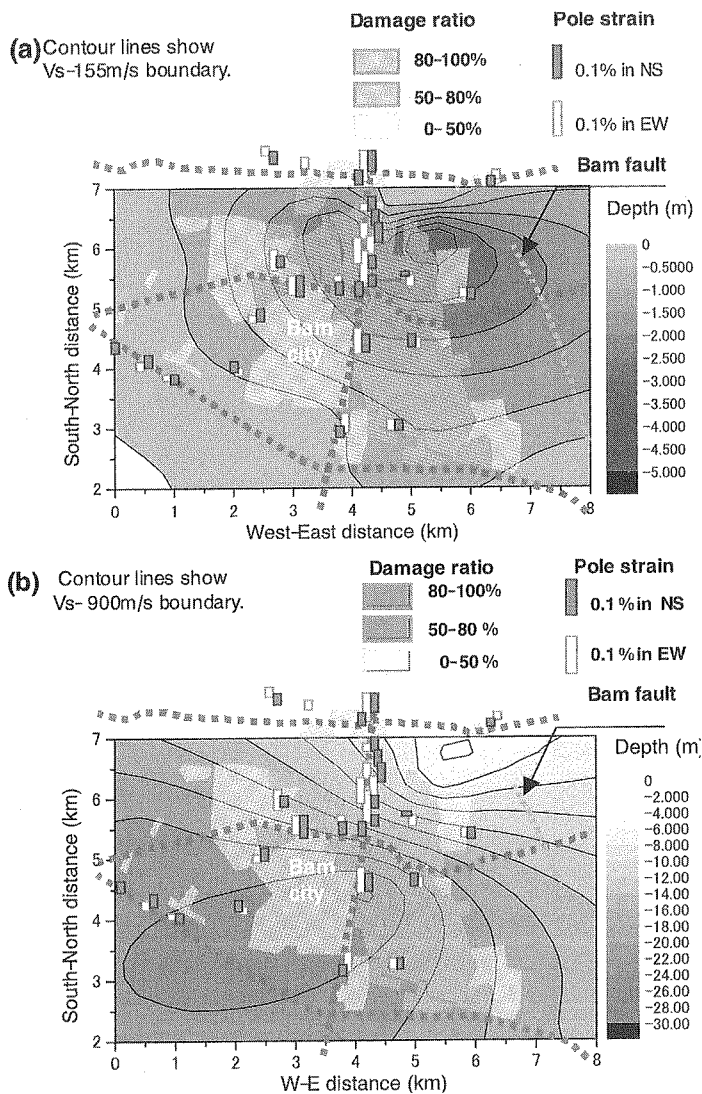 (a) Contour lines show
Vs-155m/s boundary.
Damage ratio
80-100%
50-80%
0-50%
Pole strain
0.1% in NS
0.1% in EW
Bam fault
Depth (m)
0
-0.5000
-1.000
-1.500
-2.000
-2.500
-3.000
-3.500
-4.000
-4.500
-5.000
South-North distance (km)
7
6
5
4
3
2
Bam
city
0 1 2 3 4 5 6 7 8
West-East distance (km)
(b) Contour lines show
Vs- 900m/s boundary.
Damage ratio
80-100%
50-80 %
0-50 %
Pole strain
0.1 % in NS
0.1 % in EW
Bam fault
Depth (m)
0
-2.000
-4.000
-6.000
-8.000
-10.00
-12.00
-14.00
-16.00
-18.00
-20.00
-22.00
-24.00
-26.00
-28.00
-30.00
South-North distance (km)
7
6
5
4
3
2
Bam
city
0 1 2 3 4 5 6 7 8
W-E distance (km)